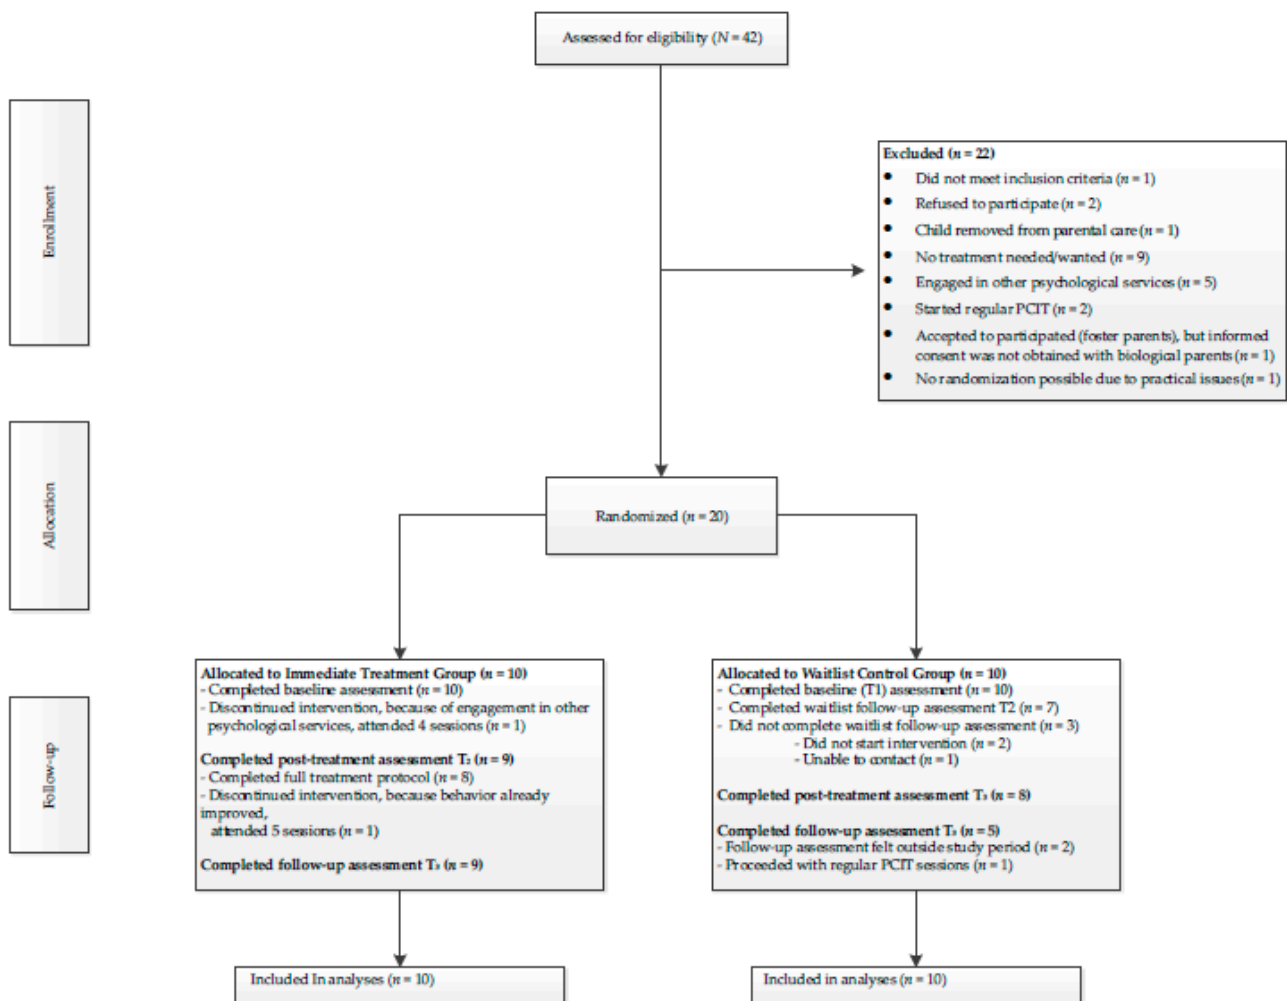 Assessed for eligibility (N = 42)
Enrollment
Excluded (n = 22)
● Did not meet inclusion criteria (n = 1)
● Refused to participate (n = 2)
● Child removed from parental care (n = 1)
● No treatment needed/wanted (n = 9)
● Engaged in other psychological services (n = 5)
● Started regular PCIT (n = 2)
● Accepted to participated (foster parents), but informed
consent was not obtained with biological parents (n = 1)
● No randomization possible due to practical issues (n = 1)
Allocation
Randomized (n = 20)
Follow-up
Allocated to Immediate Treatment Group (n = 10)
- Completed baseline assessment (n = 10)
- Discontinued intervention, because of engagement in other
psychological services, attended 4 sessions (n = 1)
Completed post-treatment assessment T₂ (n = 9)
- Completed full treatment protocol (n = 8)
- Discontinued intervention, because behavior already
improved,
attended 5 sessions (n = 1)
Completed follow-up assessment T₃ (n = 9)
Allocated to Waitlist Control Group (n = 10)
- Completed baseline (T1) assessment (n = 10)
- Completed waitlist follow-up assessment T2 (n = 7)
- Did not complete waitlist follow-up assessment (n = 3)
- Did not start intervention (n = 2)
- Unable to contact (n = 1)
Completed post-treatment assessment T₃ (n = 8)
Completed follow-up assessment T₃ (n = 5)
- Follow-up assessment felt outside study period (n = 2)
- Proceeded with regular PCIT sessions (n = 1)
Included In analyses (n = 10)
Included in analyses (n = 10)